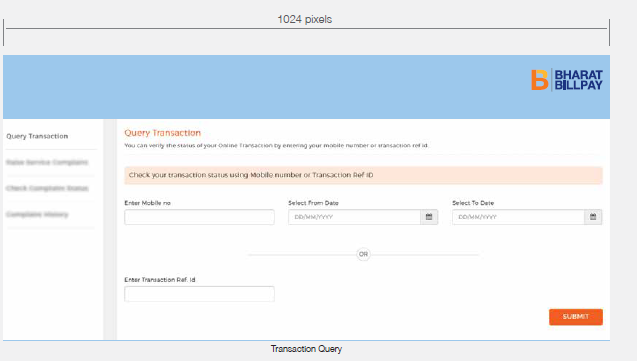 1024 pixels
BHARAT
BILLPAY
Query Transaction
Raise Service Complaint
Check Complaint Status
Complaint History
Query Transaction
You can verify the status of your Online Transaction by entering your mobile number or transaction ref id.
Check your transaction status using Mobile number or Transaction Ref ID
Enter Mobile no
Select From Date
Select To Date
DD/MM/YYYY
DD/MM/YYYY
OR
Enter Transaction Ref. Id
SUBMIT
Transaction Query